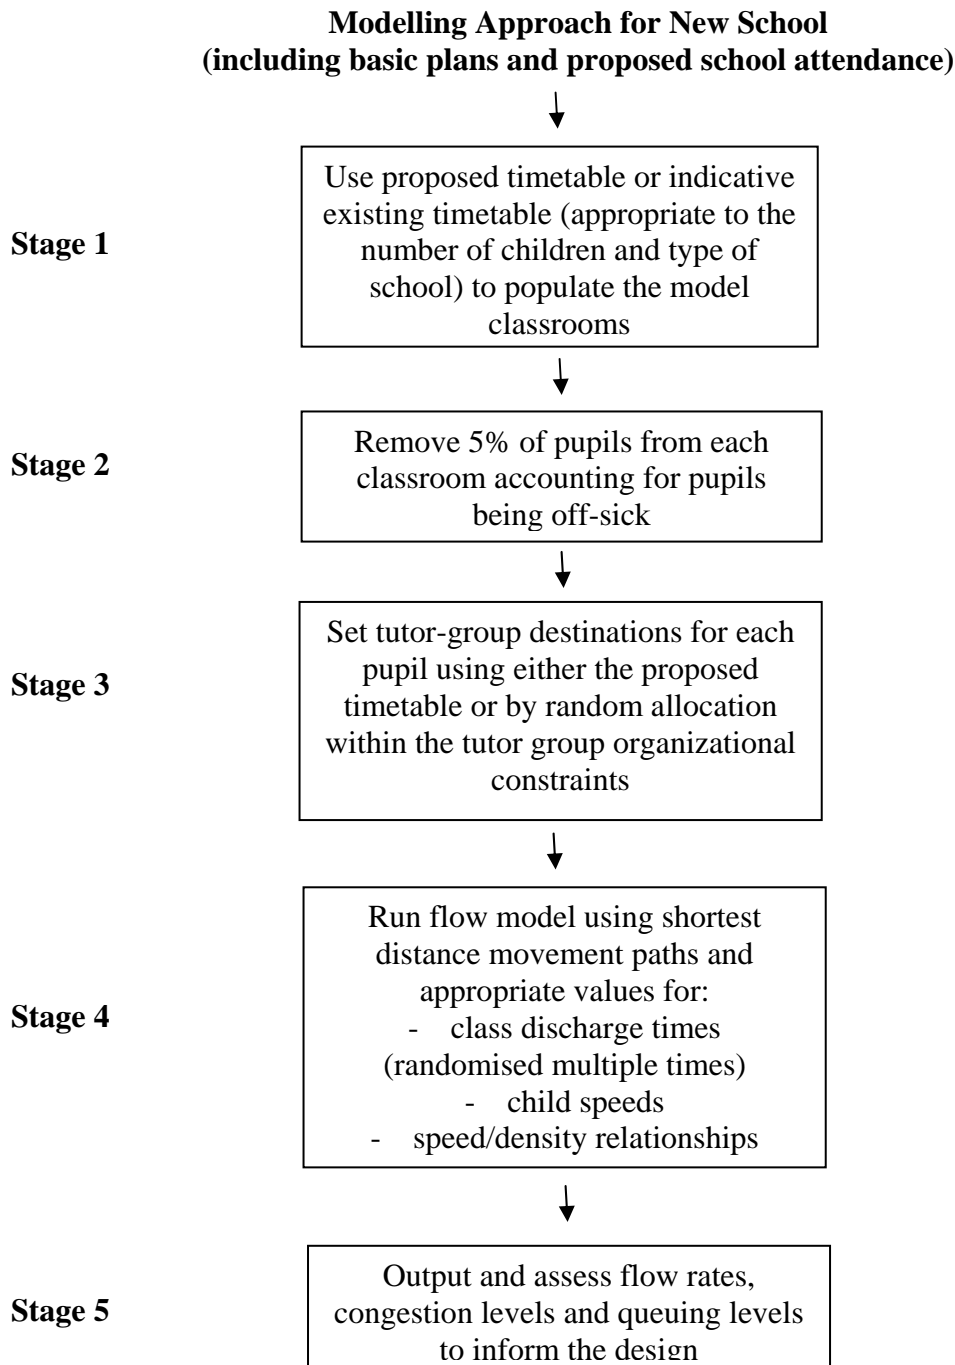 Modelling Approach for New School
(including basic plans and proposed school attendance)
Stage 1
Use proposed timetable or indicative
existing timetable (appropriate to the
number of children and type of
school) to populate the model
classrooms
Stage 2
Remove 5% of pupils from each
classroom accounting for pupils
being off-sick
Stage 3
Set tutor-group destinations for each
pupil using either the proposed
timetable or by random allocation
within the tutor group organizational
constraints
Stage 4
Run flow model using shortest
distance movement paths and
appropriate values for:
- class discharge times
(randomised multiple times)
- child speeds
- speed/density relationships
Stage 5
Output and assess flow rates,
congestion levels and queuing levels
to inform the design